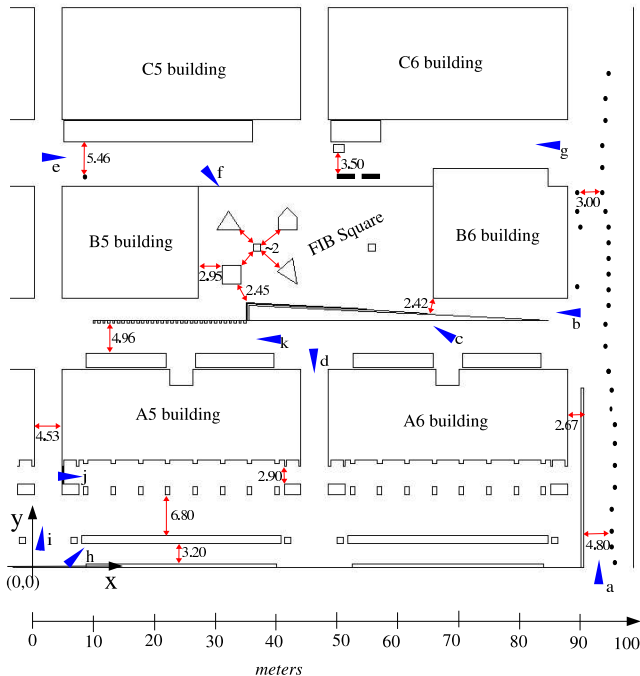 C5 building
C6 building
e
5.46
3.50
g
f
3.00
B5 building
FIB Square
B6 building
~2
2.95
2.45
2.42
b
c
4.96
k
d
A5 building
A6 building
4.53
2.67
j
2.90
6.80
y
i
h
3.20
4.80
(0,0)
x
a
0 10 20 30 40 50 60 70 80 90 100
meters